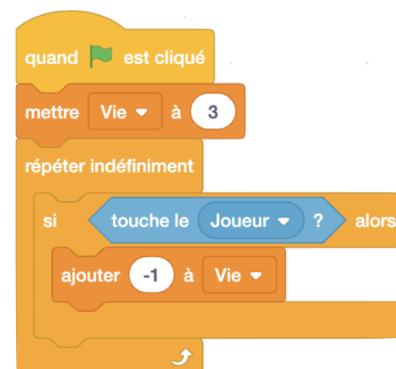 quand est cliqué
mettre Vie à 3
répéter indéfiniment
si touche le Joueur ? alors
ajouter -1 à Vie